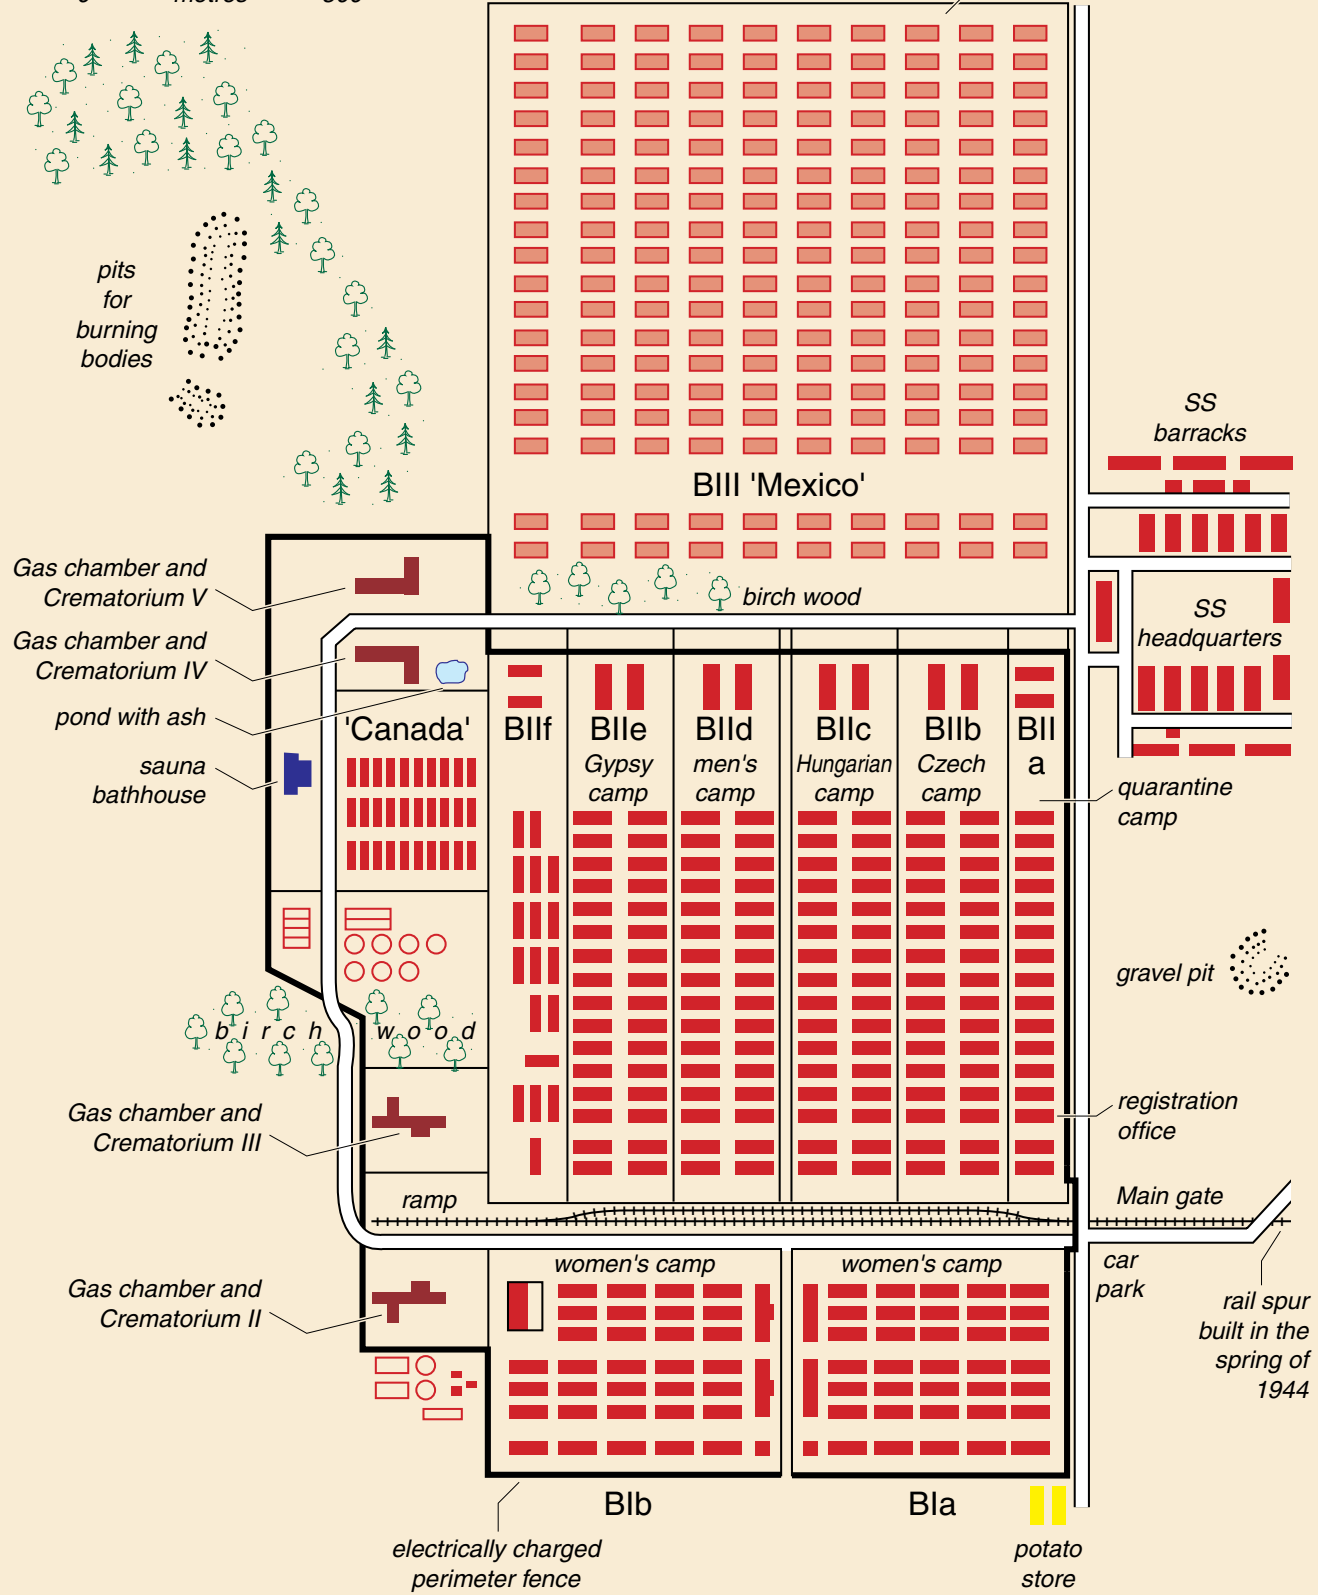 metres
pits
for
burning
bodies
SS
barracks
BIII 'Mexico'
Gas chamber and
Crematorium V
birch wood
SS
headquarters
Gas chamber and
Crematorium IV
pond with ash
'Canada'
BIIf
BIIe
BIId
BIIc
BIIb
BII
a
Gypsy
camp
men's
camp
Hungarian
camp
Czech
camp
sauna
bathhouse
quarantine
camp
gravel pit
birch wood
Gas chamber and
Crematorium III
registration
office
ramp
Main gate
women's camp
women's camp
car
park
Gas chamber and
Crematorium II
rail spur
built in the
spring of
1944
BIb
BIa
electrically charged
perimeter fence
potato
store